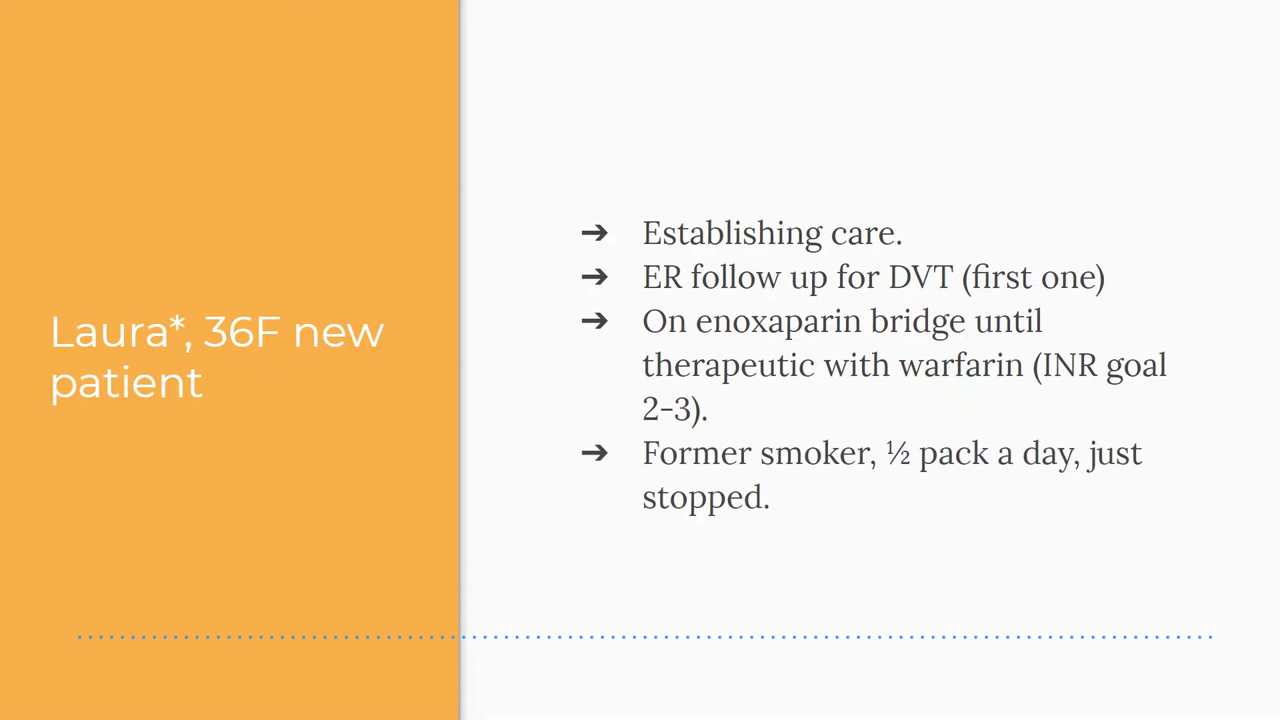 Laura*, 36F new
patient
➔ Establishing care.
➔ ER follow up for DVT (first one)
➔ On enoxaparin bridge until
therapeutic with warfarin (INR goal
2-3).
➔ Former smoker, ½ pack a day, just
stopped.